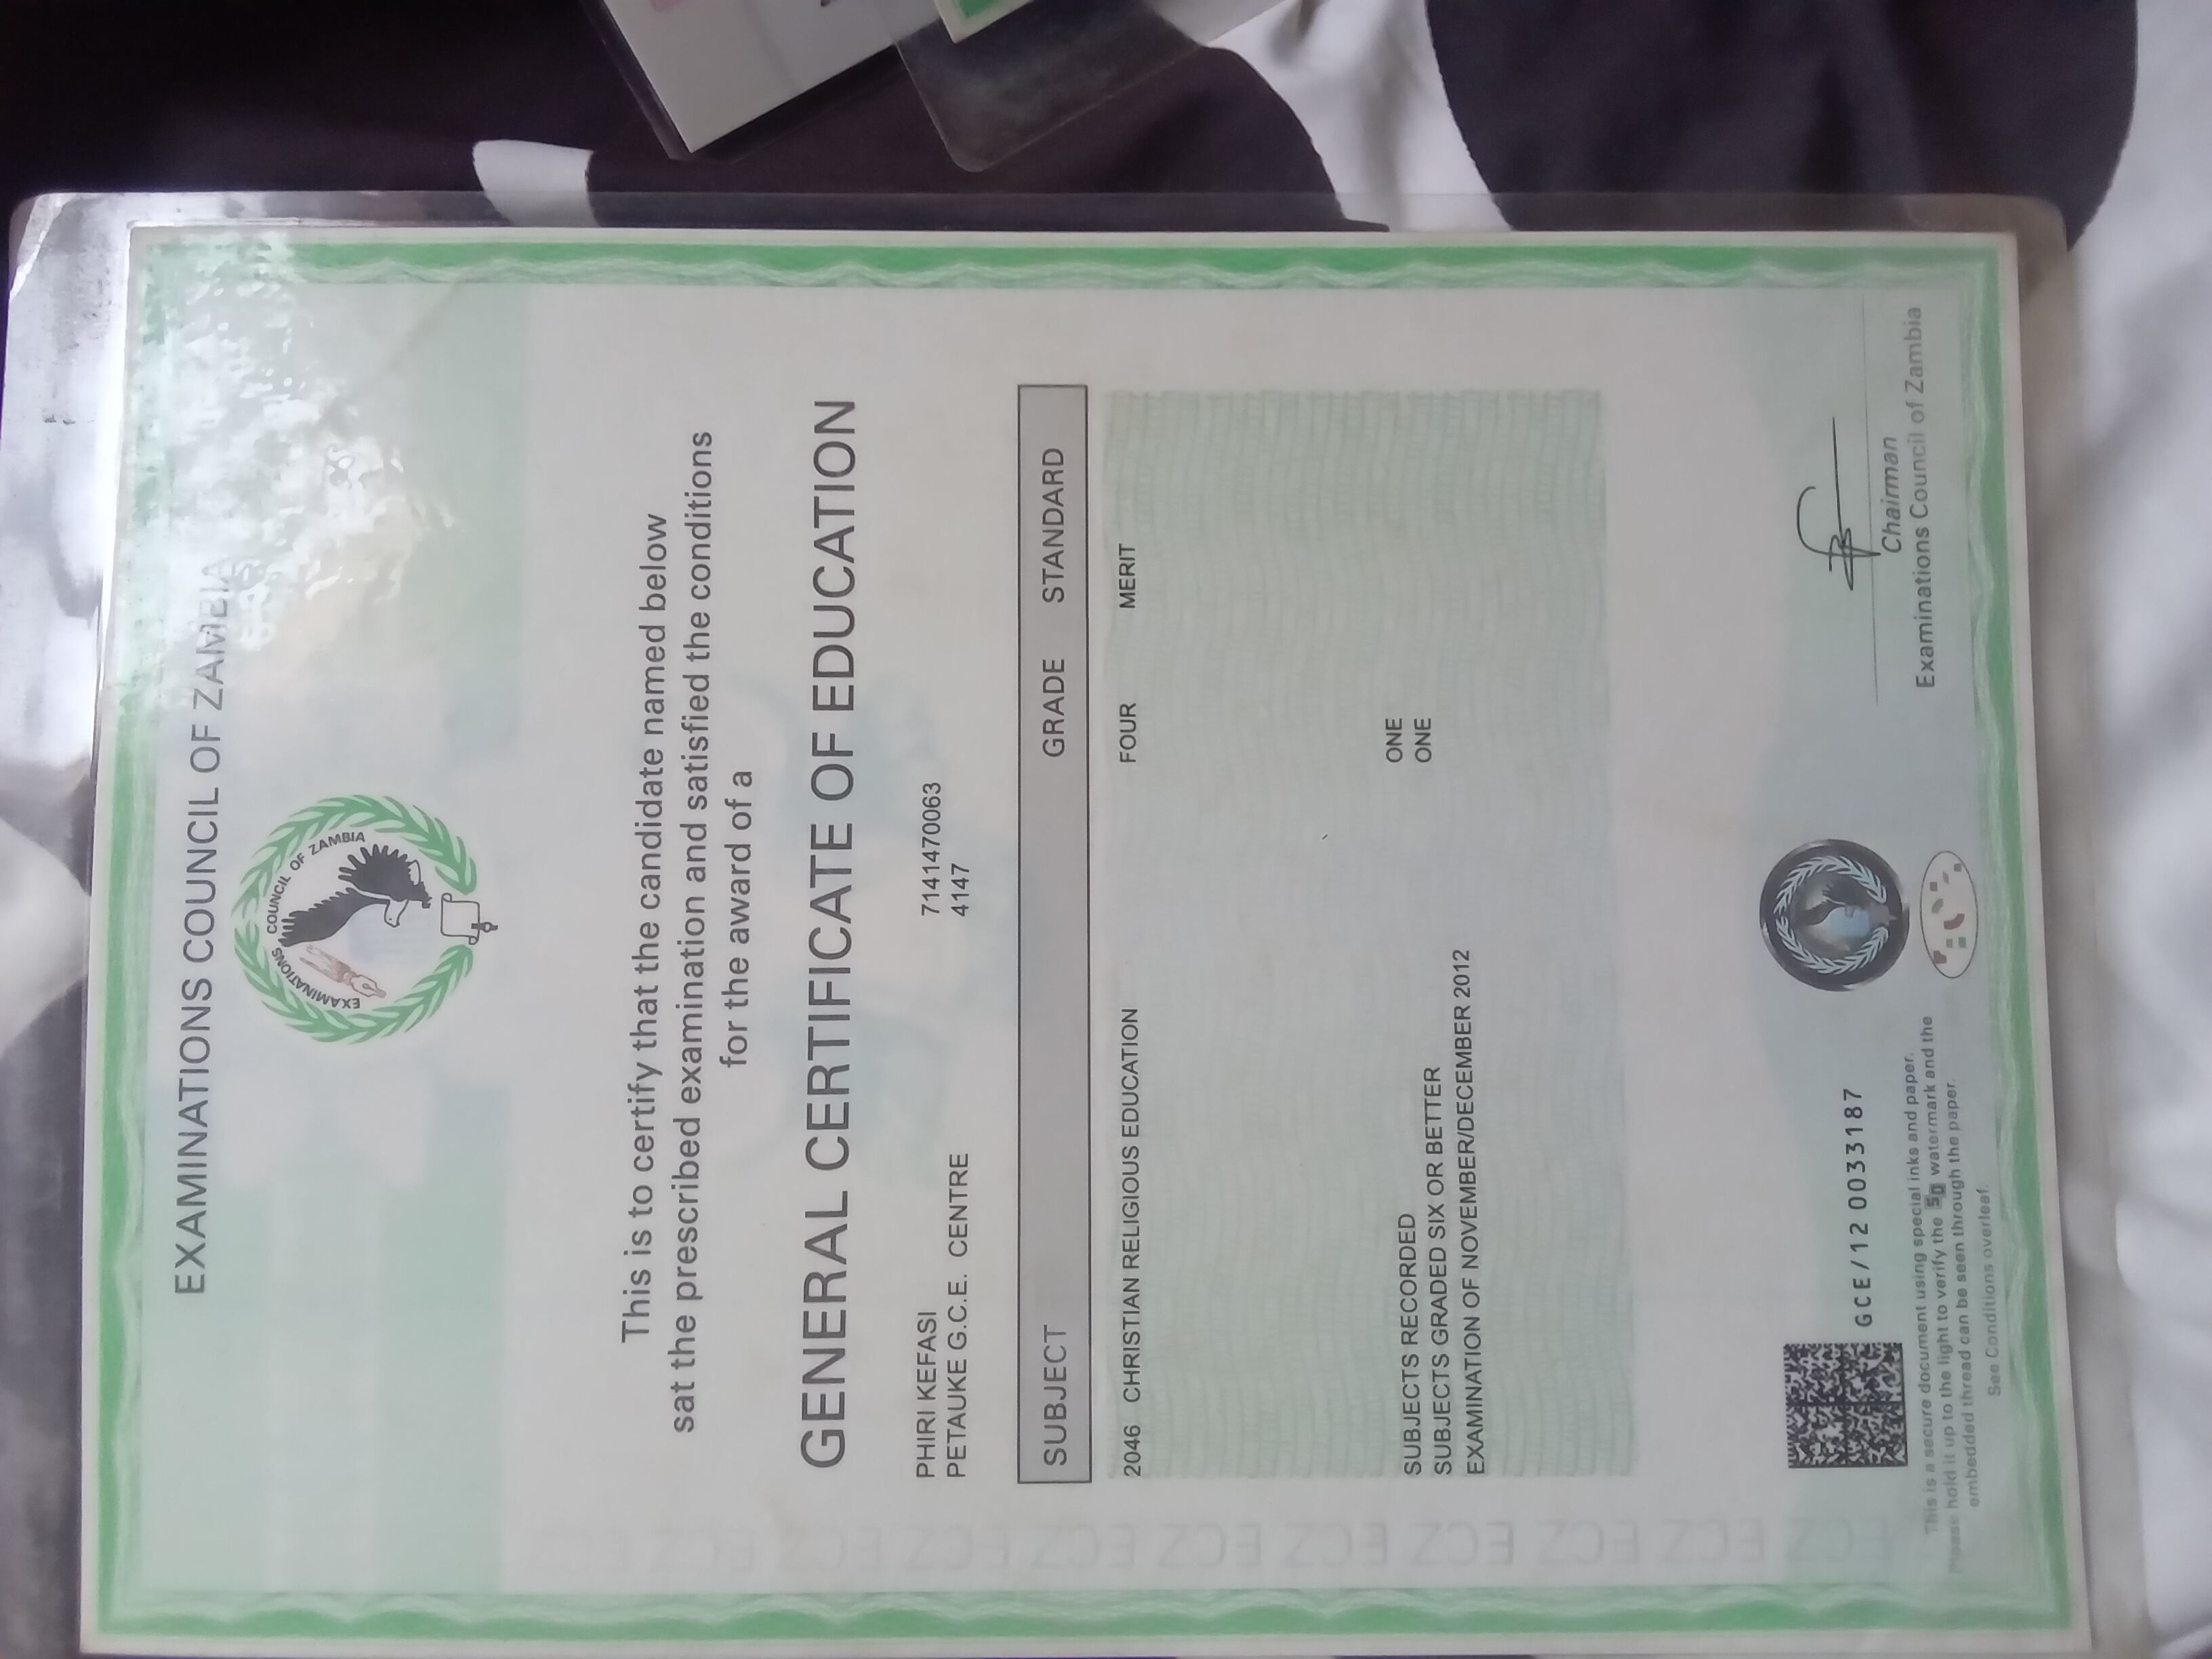 EXAMINATIONS COUNCIL OF ZAMBIA
EXAMINATIONS COUNCIL OF ZAMBIA
This is to certify that the candidate named below
sat the prescribed examination and satisfied the conditions
for the award of a
GENERAL CERTIFICATE OF EDUCATION
PHIRI KEFASI 7141470063
PETAUKE G.C.E. CENTRE 4147
SUBJECT GRADE STANDARD
2046 CHRISTIAN RELIGIOUS EDUCATION FOUR MERIT
SUBJECTS RECORDED ONE
SUBJECTS GRADED SIX OR BETTER ONE
EXAMINATION OF NOVEMBER/DECEMBER 2012
GCE/12 0033187
This is a secure document using special inks and paper.
Please hold it up to the light to verify the watermark and the
embedded thread can be seen through the paper.
See Conditions overleaf.
Chairman
Examinations Council of Zambia
ECZ ECZ ECZ ECZ ECZ ECZ ECZ ECZ